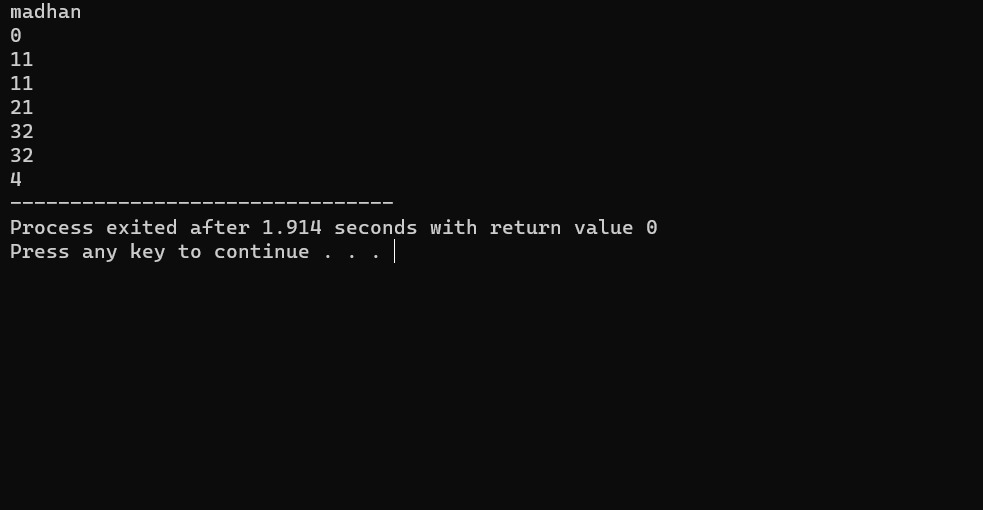 madhan
0
11
11
21
32
32
4
--------------------------------
Process exited after 1.914 seconds with return value 0
Press any key to continue . . .